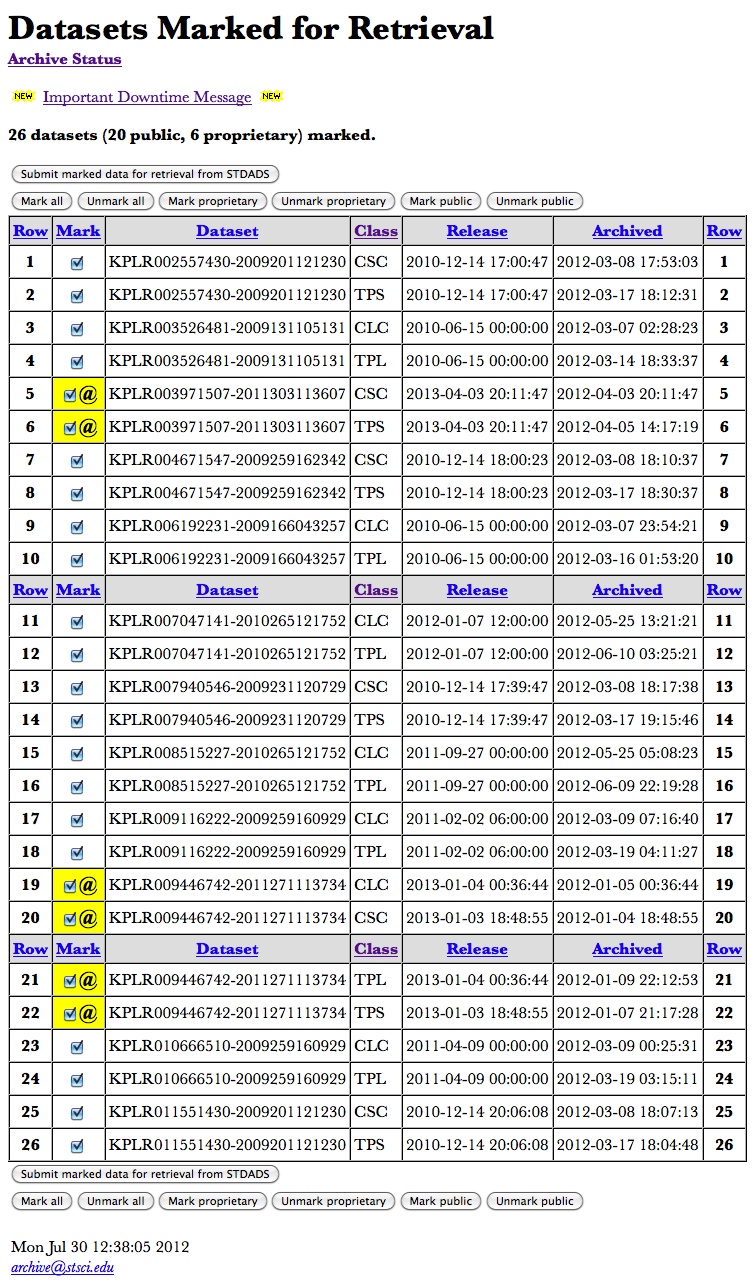 Datasets Marked for Retrieval
Archive Status
NEW Important Downtime Message NEW
26 datasets (20 public, 6 proprietary) marked.
Submit marked data for retrieval from STDADS
Mark all Unmark all Mark proprietary Unmark proprietary Mark public Unmark public
Row Mark Dataset Class Release Archived Row
1 KPLR002557430-2009201121230 CSC 2010-12-14 17:00:47 2012-03-08 17:53:03 1
2 KPLR002557430-2009201121230 TPS 2010-12-14 17:00:47 2012-03-17 18:12:31 2
3 KPLR003526481-2009131105131 CLC 2010-06-15 00:00:00 2012-03-07 02:28:23 3
4 KPLR003526481-2009131105131 TPL 2010-06-15 00:00:00 2012-03-14 18:33:37 4
5 @ KPLR003971507-2011303113607 CSC 2013-04-03 20:11:47 2012-04-03 20:11:47 5
6 @ KPLR003971507-2011303113607 TPS 2013-04-03 20:11:47 2012-04-05 14:17:19 6
7 KPLR004671547-2009259162342 CSC 2010-12-14 18:00:23 2012-03-08 18:10:37 7
8 KPLR004671547-2009259162342 TPS 2010-12-14 18:00:23 2012-03-17 18:30:37 8
9 KPLR006192231-2009166043257 CLC 2010-06-15 00:00:00 2012-03-07 23:54:21 9
10 KPLR006192231-2009166043257 TPL 2010-06-15 00:00:00 2012-03-16 01:53:20 10
Row Mark Dataset Class Release Archived Row
11 KPLR007047141-2010265121752 CLC 2012-01-07 12:00:00 2012-05-25 13:21:21 11
12 KPLR007047141-2010265121752 TPL 2012-01-07 12:00:00 2012-06-10 03:25:21 12
13 KPLR007940546-2009231120729 CSC 2010-12-14 17:39:47 2012-03-08 18:17:38 13
14 KPLR007940546-2009231120729 TPS 2010-12-14 17:39:47 2012-03-17 19:15:46 14
15 KPLR008515227-2010265121752 CLC 2011-09-27 00:00:00 2012-05-25 05:08:23 15
16 KPLR008515227-2010265121752 TPL 2011-09-27 00:00:00 2012-06-09 22:19:28 16
17 KPLR009116222-2009259160929 CLC 2011-02-02 06:00:00 2012-03-09 07:16:40 17
18 KPLR009116222-2009259160929 TPL 2011-02-02 06:00:00 2012-03-19 04:11:27 18
19 @ KPLR009446742-2011271113734 CLC 2013-01-04 00:36:44 2012-01-05 00:36:44 19
20 @ KPLR009446742-2011271113734 CSC 2013-01-03 18:48:55 2012-01-04 18:48:55 20
Row Mark Dataset Class Release Archived Row
21 @ KPLR009446742-2011271113734 TPL 2013-01-04 00:36:44 2012-01-09 22:12:53 21
22 @ KPLR009446742-2011271113734 TPS 2013-01-03 18:48:55 2012-01-07 21:17:28 22
23 KPLR010666510-2009259160929 CLC 2011-04-09 00:00:00 2012-03-09 00:25:31 23
24 KPLR010666510-2009259160929 TPL 2011-04-09 00:00:00 2012-03-19 03:15:11 24
25 KPLR011551430-2009201121230 CSC 2010-12-14 20:06:08 2012-03-08 18:07:13 25
26 KPLR011551430-2009201121230 TPS 2010-12-14 20:06:08 2012-03-17 18:04:48 26
Submit marked data for retrieval from STDADS
Mark all Unmark all Mark proprietary Unmark proprietary Mark public Unmark public
Mon Jul 30 12:38:05 2012
archive@stsci.edu